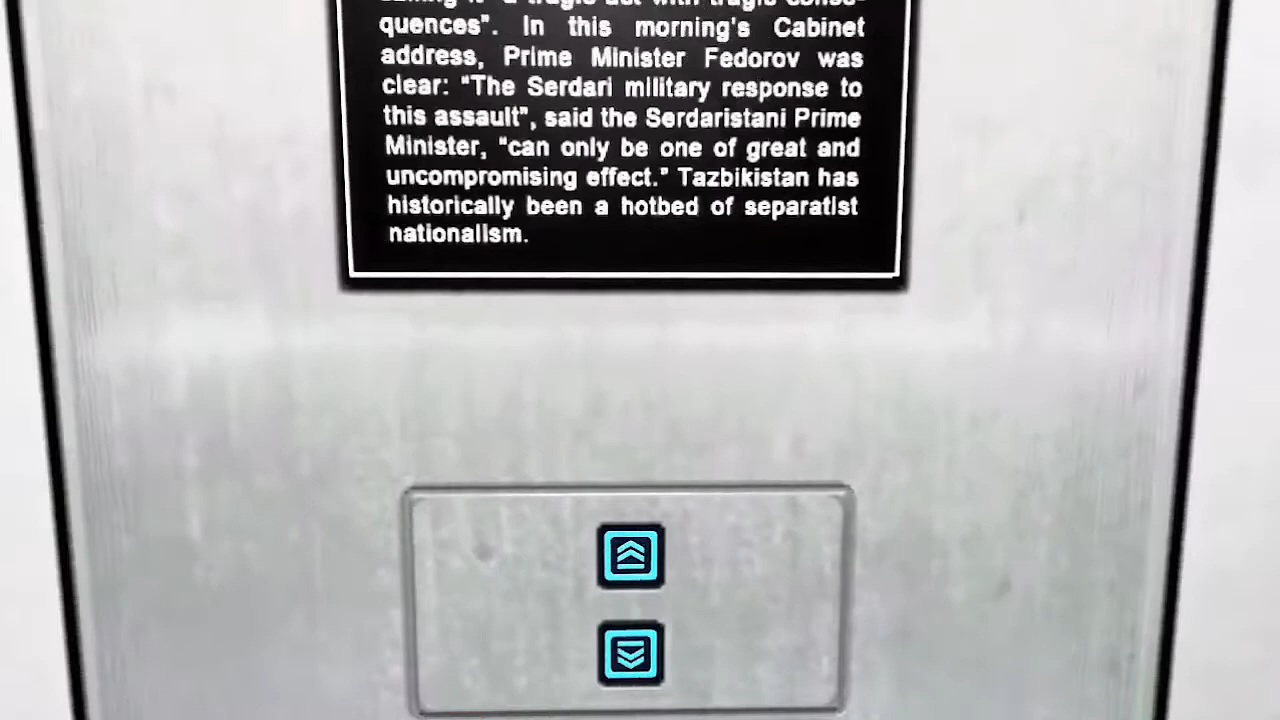 quences". In this morning's Cabinet
address, Prime Minister Fedorov was
clear: "The Serdari military response to
this assault", said the Serdaristani Prime
Minister, "can only be one of great and
uncompromising effect." Tazbikistan has
historically been a hotbed of separatist
nationalism.